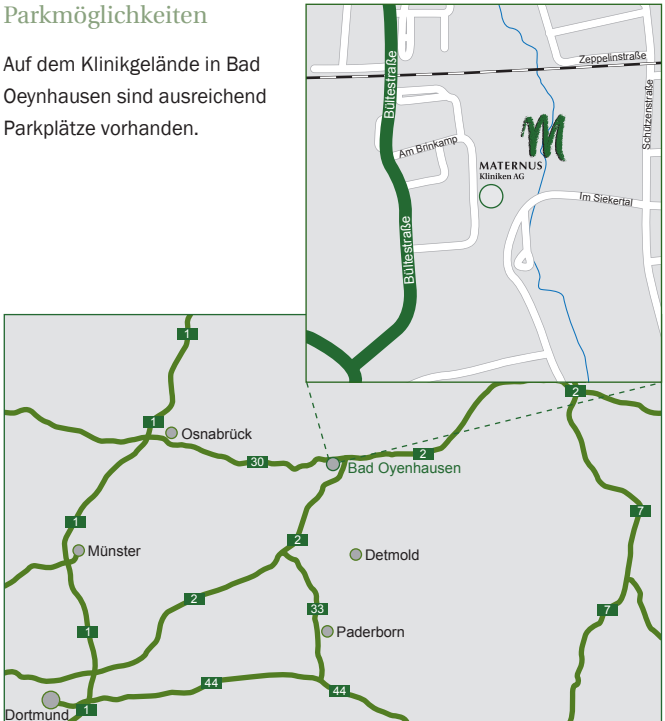 Parkmöglichkeiten
Auf dem Klinikgelände in Bad
Oeynhausen sind ausreichend
Parkplätze vorhanden.
Zeppelinstraße
Bültestraße
Schützenstraße
Am Brinkamp
M
MATERNUS
Kliniken AG
Im Siekertal
Bültestraße
1
2
1
Osnabrück
30
2
Bad Oyenhausen
1
7
2
Münster
Detmold
2
33
7
1
Paderborn
44
44
Dortmund
1